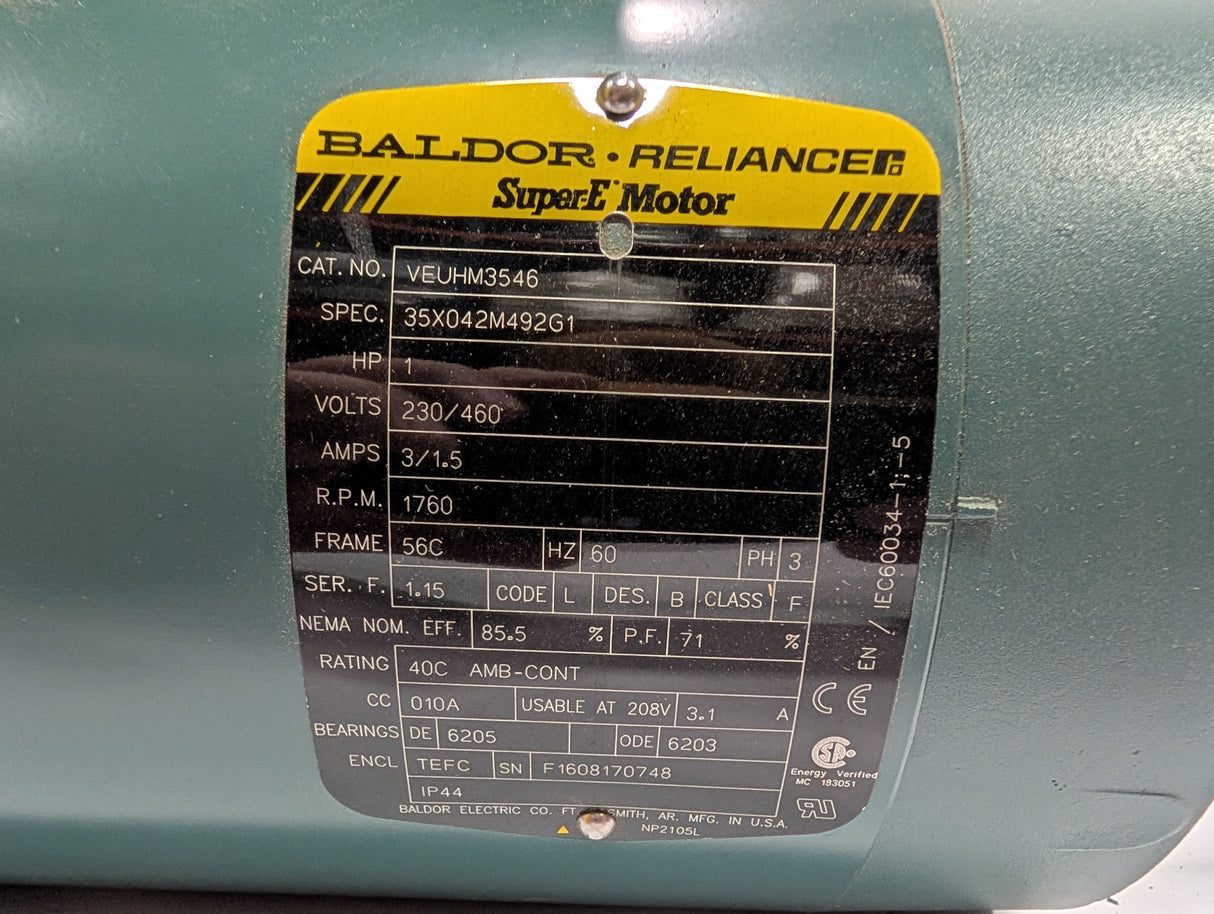 BALDOR • RELIANCE
Super-E Motor
CAT. NO. VEUHM3546
SPEC. 35X042M492G1
HP 1
VOLTS 230/460
AMPS 3/1.5
R.P.M. 1760
FRAME 56C HZ 60 PH 3
SER. F. 1.15 CODE L DES. B CLASS F
NEMA NOM. EFF. 85.5 % P.F. 71 %
RATING 40C AMB-CONT
CC 010A USABLE AT 208V 3.1 A
BEARINGS DE 6205 ODE 6203
ENCL TEFC SN F1608170748
IP44
BALDOR ELECTRIC CO. FT. SMITH, AR. MFG. IN U.S.A.
NP2105L
EN / IEC60034-1;-5
CE
Energy Verified
MC 183051